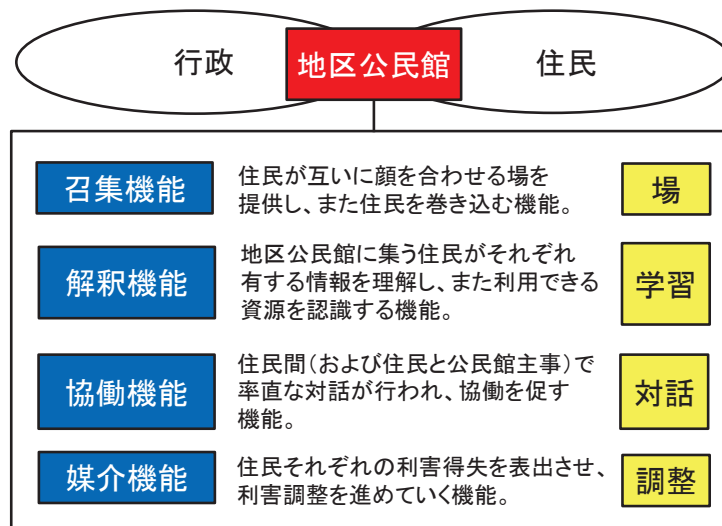 行政
地区公民館
住民
召集機能
住民が互いに顔を合わせる場を
提供し、また住民を巻き込む機能。
場
解釈機能
地区公民館に集う住民がそれぞれ
有する情報を理解し、また利用できる
資源を認識する機能。
学習
協働機能
住民間(および住民と公民館主事)で
率直な対話が行われ、協働を促す
機能。
対話
媒介機能
住民それぞれの利害得失を表出させ、
利害調整を進めていく機能。
調整